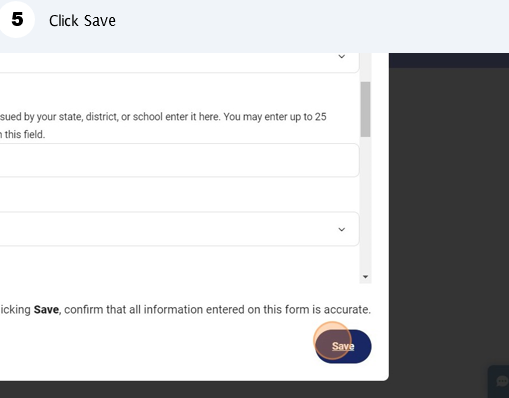 5 Click Save
sued by your state, district, or school enter it here. You may enter up to 25
this field.
icking Save, confirm that all information entered on this form is accurate.
Save